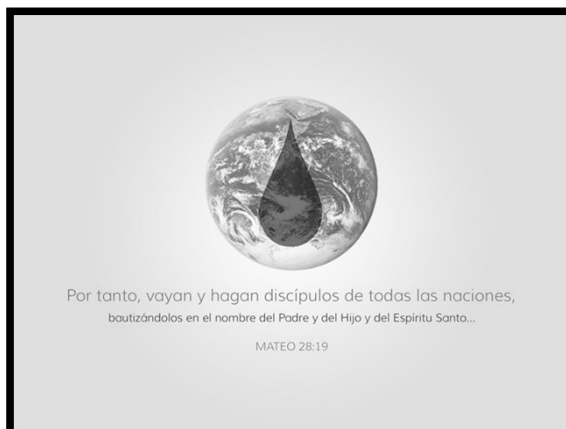 Por tanto, vayan y hagan discípulos de todas las naciones,
bautizándolos en el nombre del Padre y del Hijo y del Espíritu Santo...
MATEO 28:19